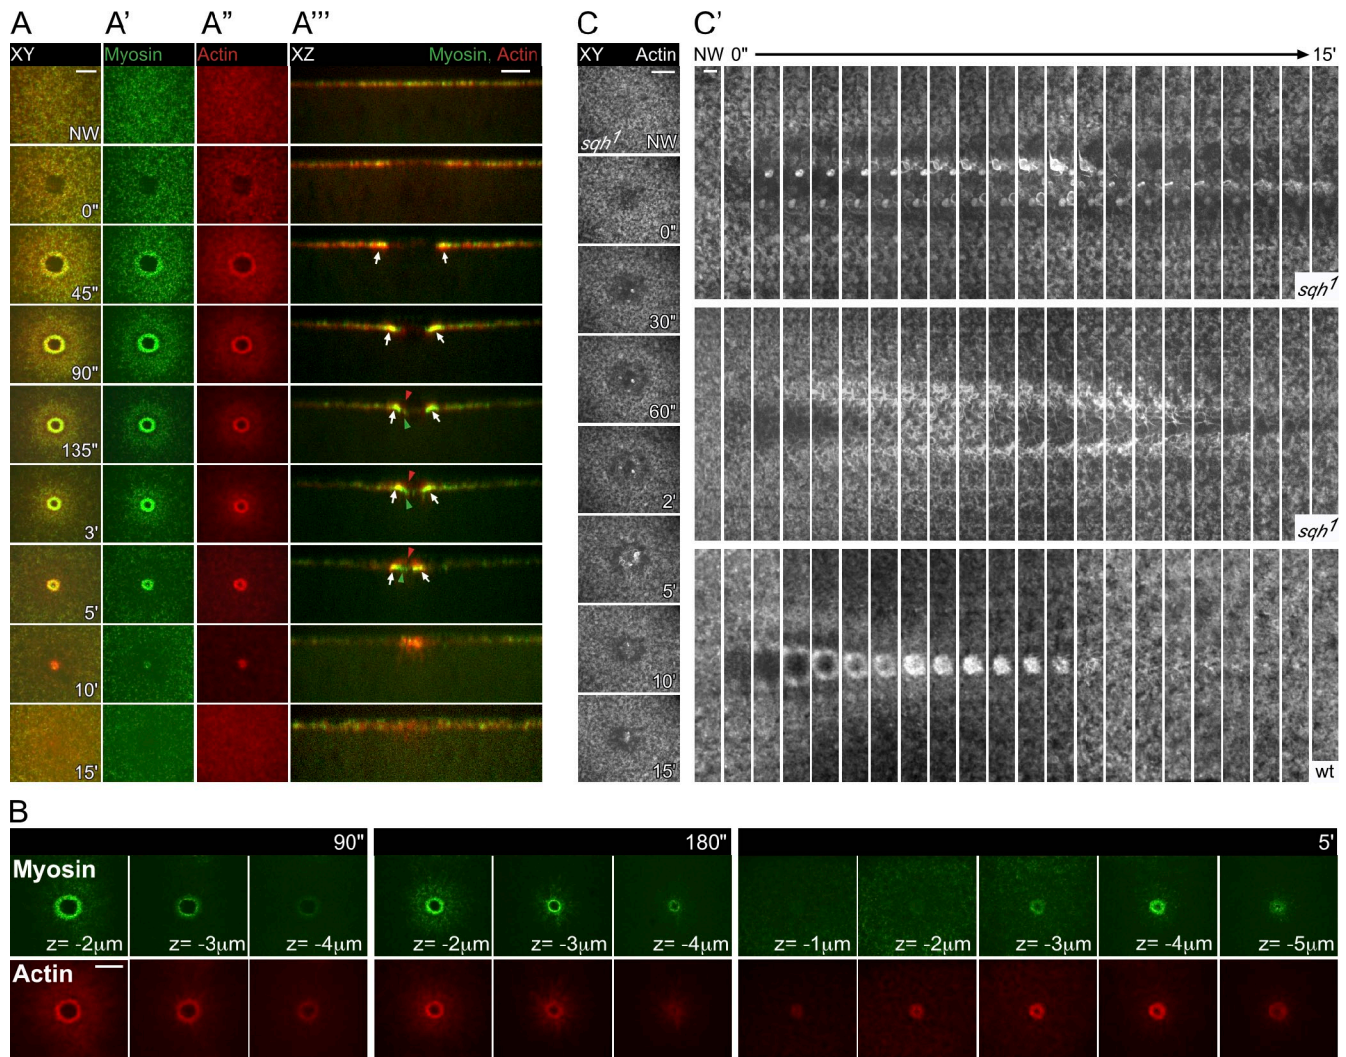 A A’ A” A’’’ C C’
XY Myosin Actin XZ Myosin, Actin XY Actin NW 0" 15'
NW
0"
45"
90"
135"
3'
5'
10'
15'
sqh1 NW
0"
30"
60"
2'
5'
10'
15'
sqh1
sqh1
wt
B
90" 180" 5'
Myosin
z= -2μm z= -3μm z= -4μm z= -2μm z= -3μm z= -4μm z= -1μm z= -2μm z= -3μm z= -4μm z= -5μm
Actin